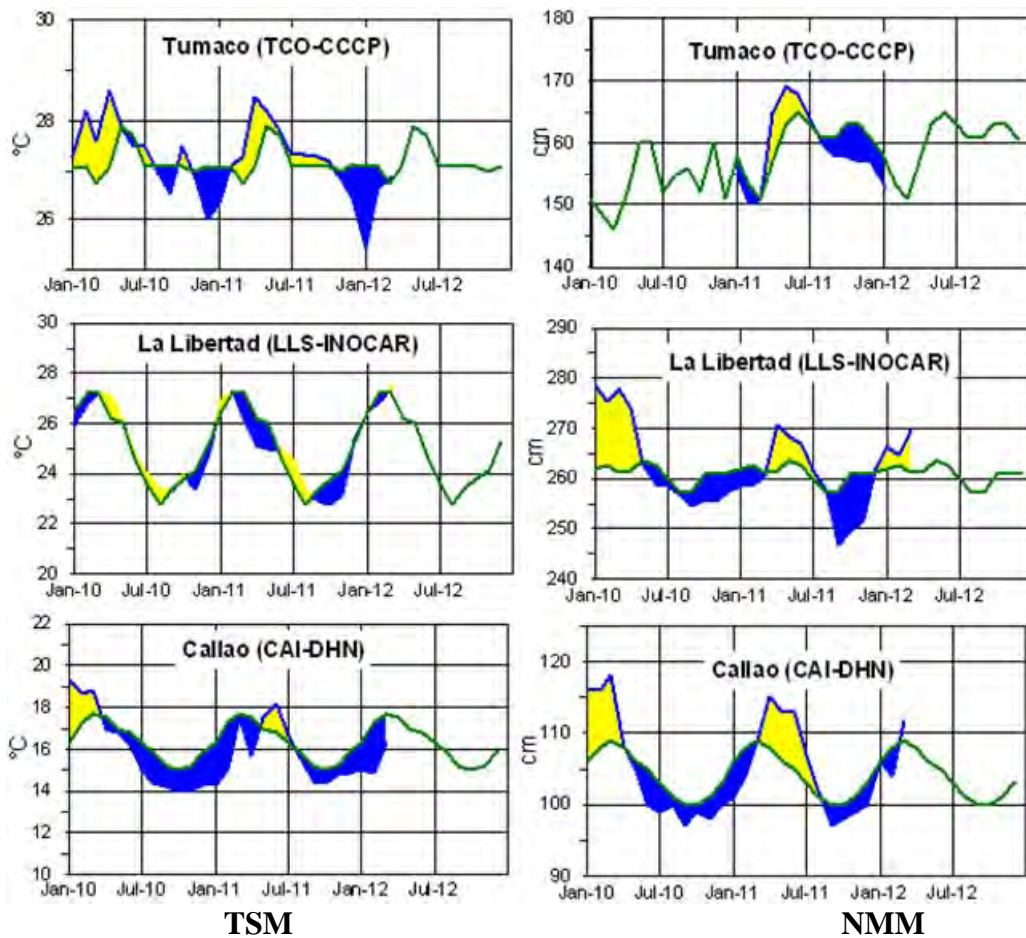 Tumaco (TCO-CCCP)
30
28
26
°C
Jan-10 Jul-10 Jan-11 Jul-11 Jan-12 Jul-12
Tumaco (TCO-CCCP)
180
170
160
150
140
cm
Jan-10 Jul-10 Jan-11 Jul-11 Jan-12 Jul-12
La Libertad (LLS-INOCAR)
30
28
26
24
22
20
°C
Jan-10 Jul-10 Jan-11 Jul-11 Jan-12 Jul-12
La Libertad (LLS-INOCAR)
290
280
270
260
250
240
cm
Jan-10 Jul-10 Jan-11 Jul-11 Jan-12 Jul-12
Callao (CAI-DHN)
22
20
18
16
14
12
10
°C
Jan-10 Jul-10 Jan-11 Jul-11 Jan-12 Jul-12
Callao (CAI-DHN)
120
110
100
90
cm
Jan-10 Jul-10 Jan-11 Jul-11 Jan-12 Jul-12
TSM
NMM